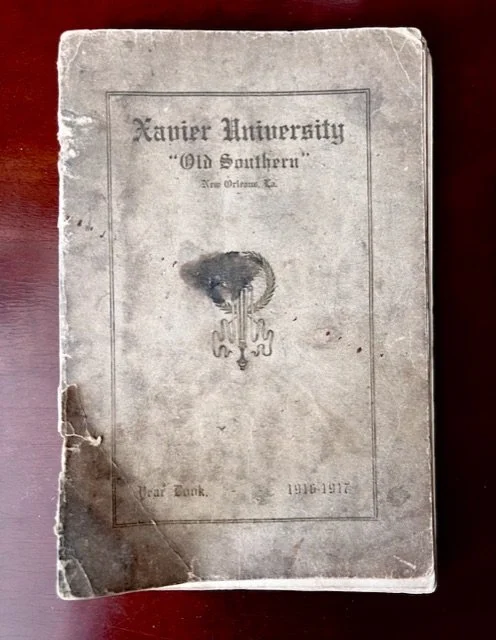 Xavier University
"Old Southern"
New Orleans, La.
Year Book. 1916-1917